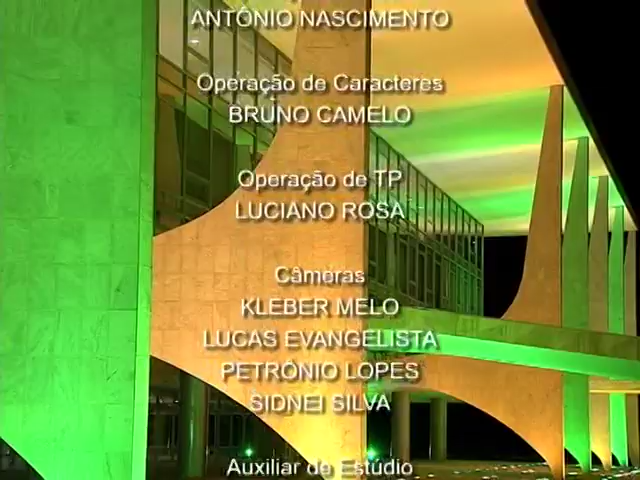 ANTÔNIO NASCIMENTO
Operação de Caracteres
BRUNO CAMELO
Operação de TP
LUCIANO ROSA
Câmeras
KLEBER MELO
LUCAS EVANGELISTA
PETRÔNIO LOPES
SIDNEI SILVA
Auxiliar de Estúdio